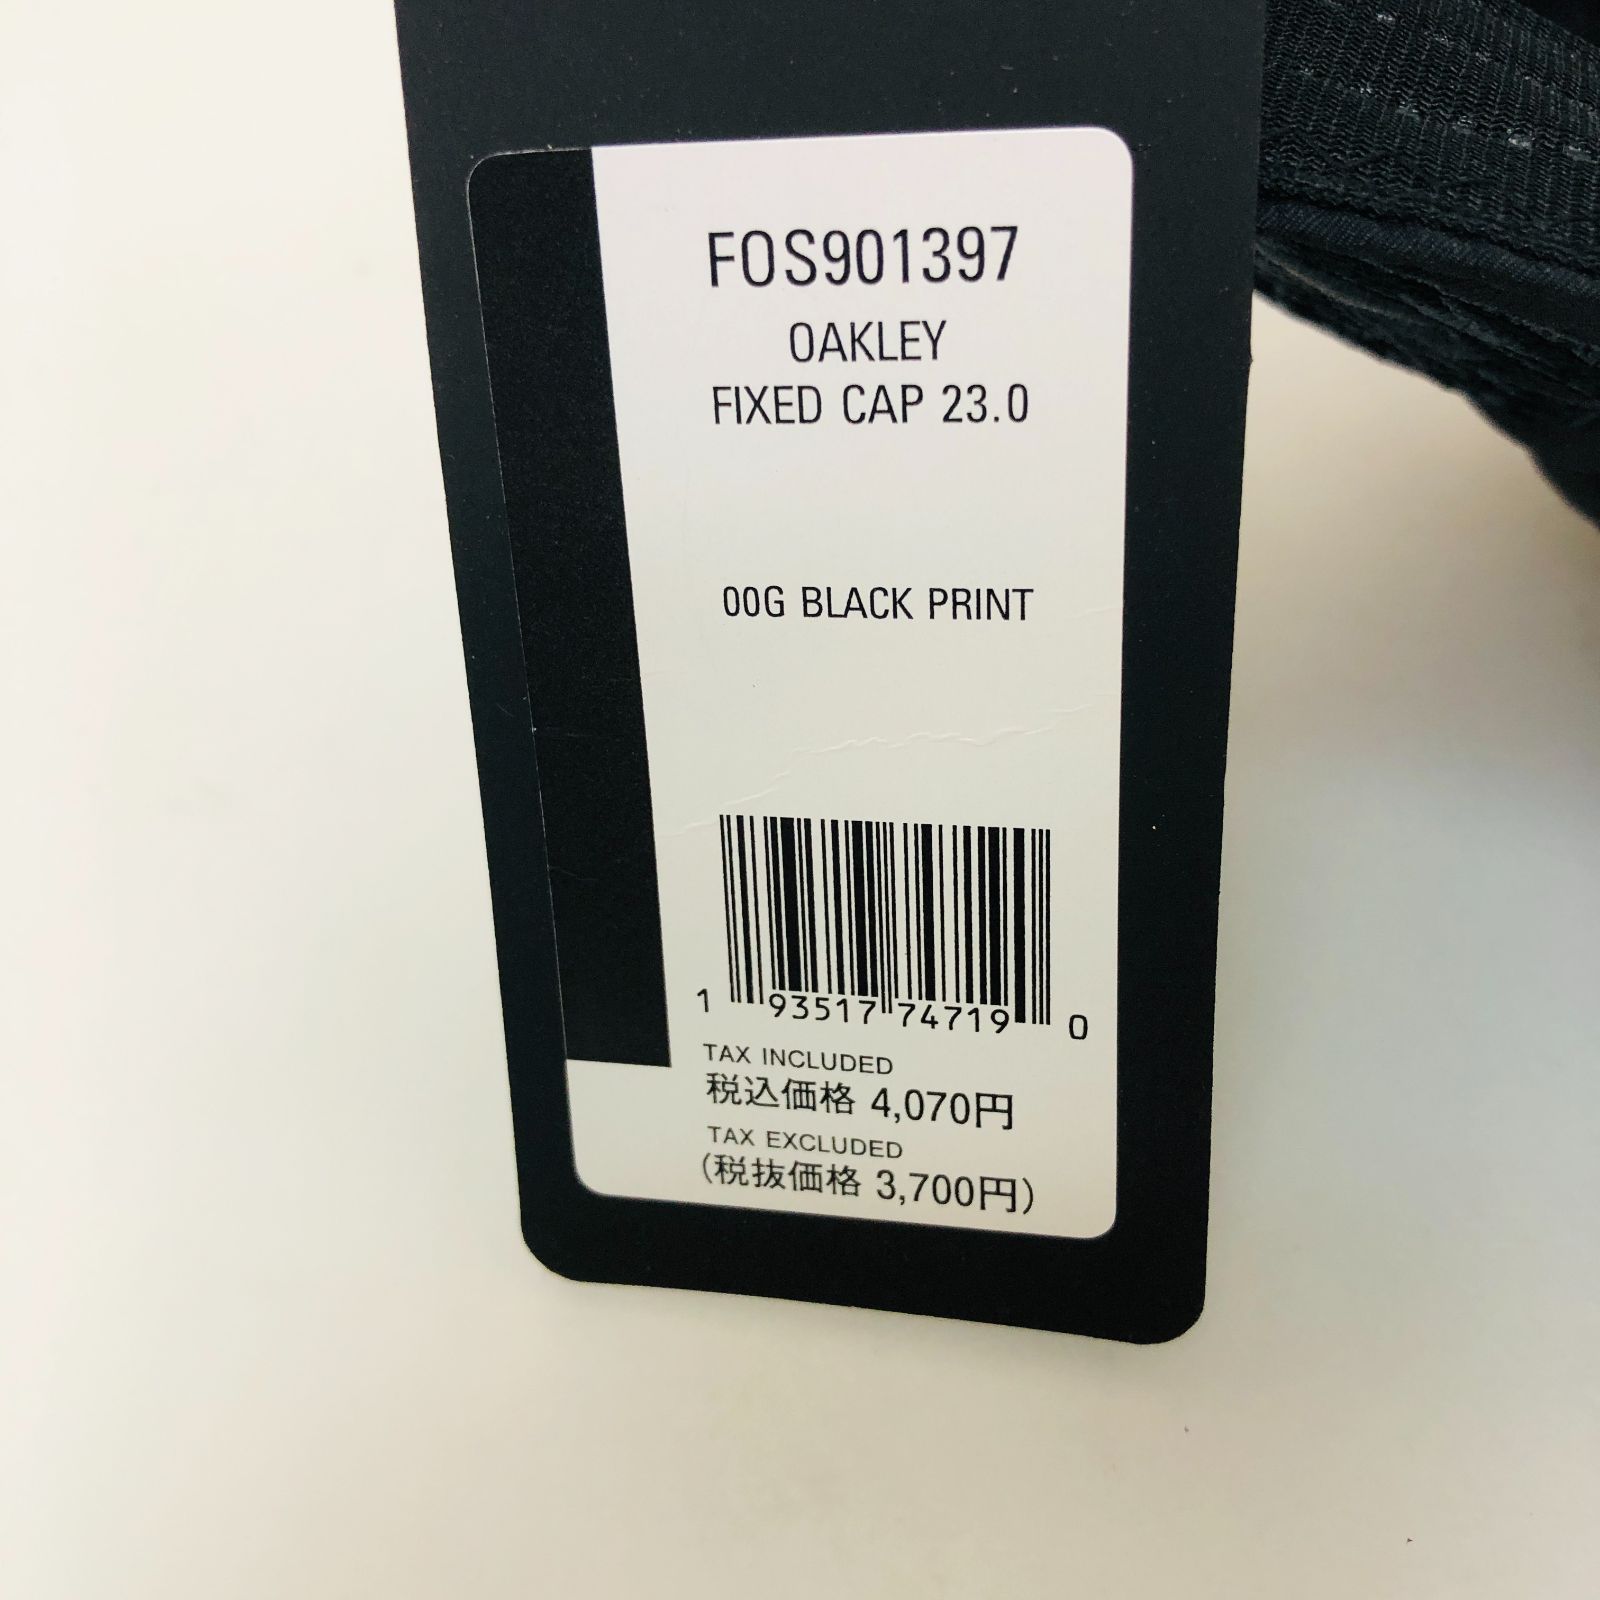 FOS901397
OAKLEY
FIXED CAP 23.0
00G BLACK PRINT
1 93517 74719 0
TAX INCLUDED
税込価格 4,070円
TAX EXCLUDED
(税抜価格 3,700円)